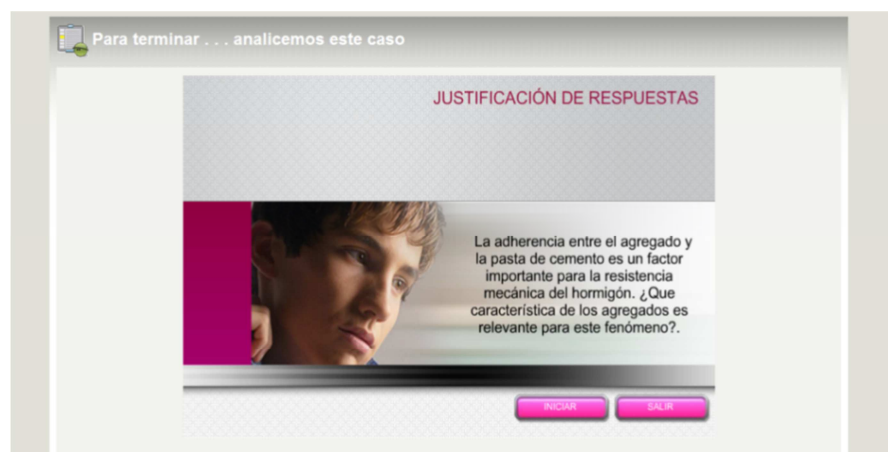 Para terminar . . . analicemos este caso
JUSTIFICACIÓN DE RESPUESTAS
La adherencia entre el agregado y
la pasta de cemento es un factor
importante para la resistencia
mecánica del hormigón. ¿Que
característica de los agregados es
relevante para este fenómeno?.
INICIAR
SALIR